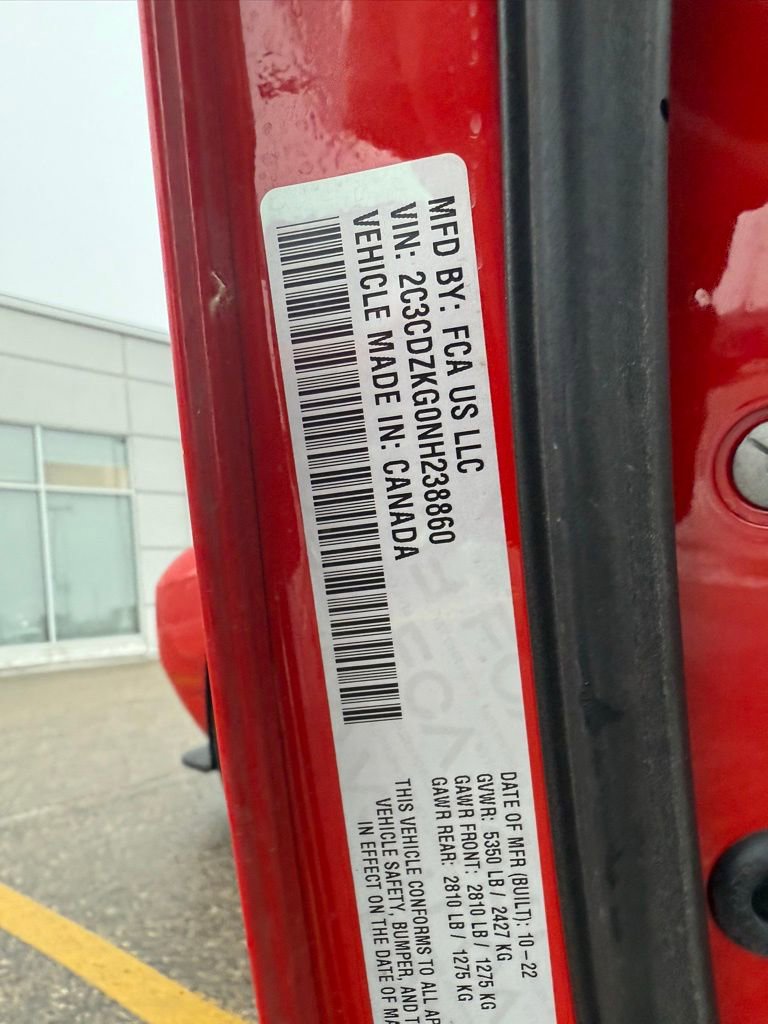 MFD BY: FCA US LLC
VIN: 2C3CDZKG0NH238860
VEHICLE MADE IN: CANADA
DATE OF MFR (BUILT): 10-22
GVWR: 5350 LB / 2427 KG
GAWR FRONT: 2810 LB / 1275 KG
GAWR REAR: 2810 LB / 1275 KG
THIS VEHICLE CONFORMS TO ALL AP
VEHICLE SAFETY, BUMPER, AND T
IN EFFECT ON THE DATE OF MA